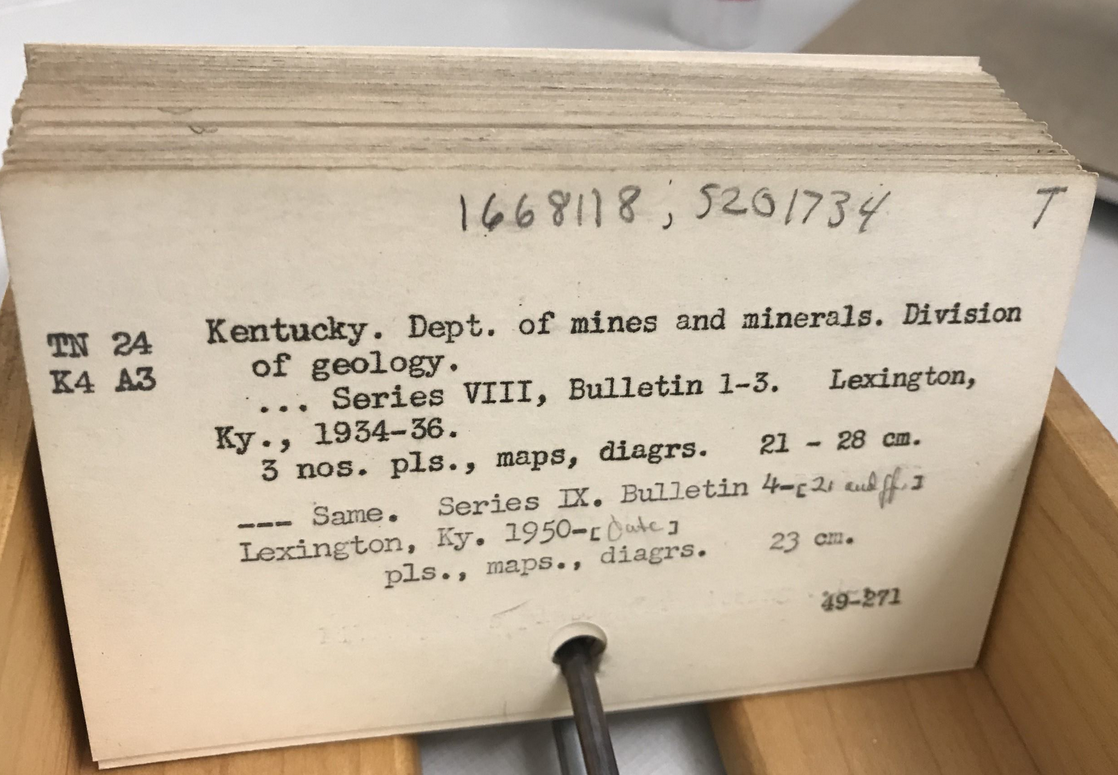 1668118 ; 5201734 T
TN 24 Kentucky. Dept. of mines and minerals. Division
K4 A3 of geology.
... Series VIII, Bulletin 1-3. Lexington,
Ky., 1934-36.
3 nos. pls., maps, diagrs. 21 - 28 cm.
--- Same. Series IX. Bulletin 4-[21 and ff.]
Lexington, Ky. 1950-[Date]
pls., maps., diagrs. 23 cm.
49-271